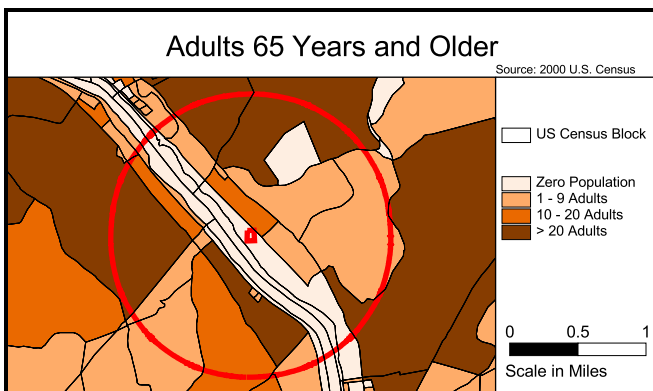 Adults 65 Years and Older
Source: 2000 U.S. Census
US Census Block
Zero Population
1 - 9 Adults
10 - 20 Adults
> 20 Adults
0 0.5 1
Scale in Miles